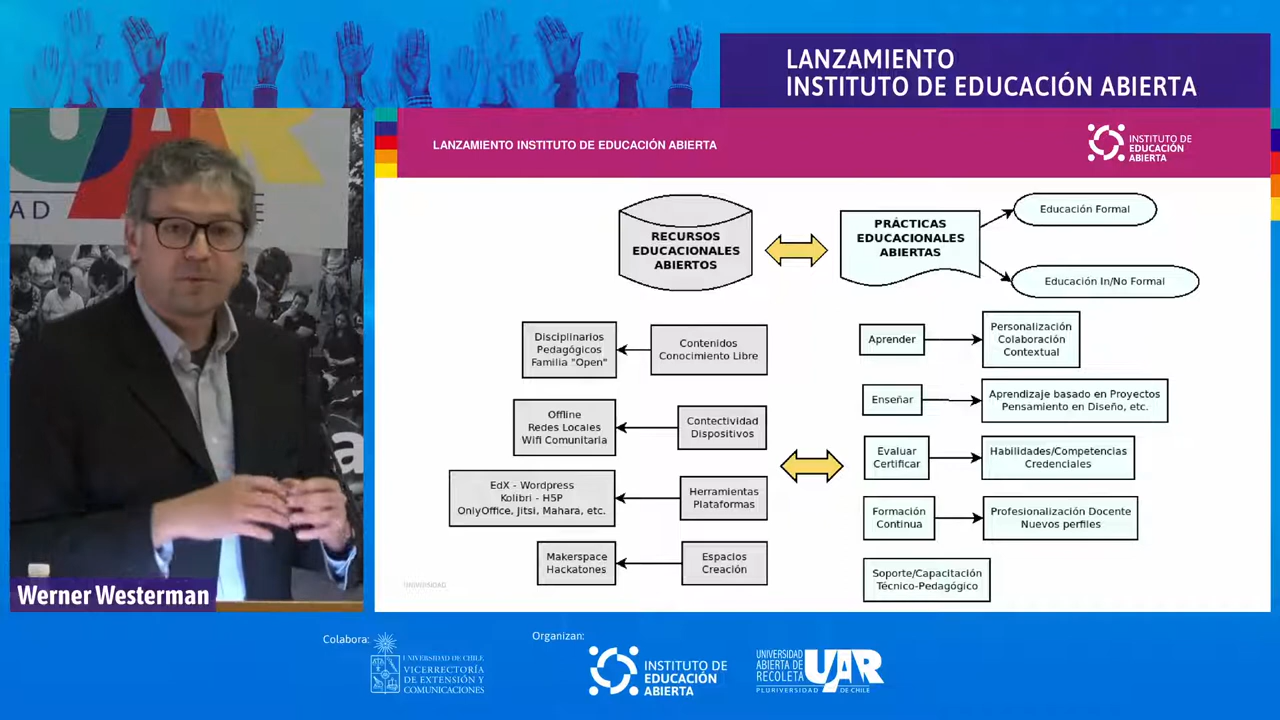 LANZAMIENTO
INSTITUTO DE EDUCACIÓN ABIERTA
LANZAMIENTO INSTITUTO DE EDUCACIÓN ABIERTA
INSTITUTO DE
EDUCACIÓN
ABIERTA
UAR
RECURSOS
EDUCACIONALES
ABIERTOS
PRÁCTICAS
EDUCACIONALES
ABIERTAS
Educación Formal
Educación In/No Formal
Disciplinarios
Pedagógicos
Familia "Open"
Contenidos
Conocimiento Libre
Offline
Redes Locales
Wifi Comunitaria
Contectividad
Dispositivos
EdX - Wordpress
Kolibri - H5P
OnlyOffice, Jitsi, Mahara, etc.
Herramientas
Plataformas
Makerspace
Hackatones
Espacios
Creación
Aprender
Personalización
Colaboración
Contextual
Enseñar
Aprendizaje basado en Proyectos
Pensamiento en Diseño, etc.
Evaluar
Certificar
Habilidades/Competencias
Credenciales
Formación
Continua
Profesionalización Docente
Nuevos perfiles
Soporte/Capacitación
Técnico-Pedagógico
Werner Westerman
Colabora:
UNIVERSIDAD DE CHILE
VICERRECTORÍA
DE EXTENSIÓN Y
COMUNICACIONES
Organizan:
INSTITUTO DE
EDUCACIÓN
ABIERTA
UNIVERSIDAD
ABIERTA DE
RECOLETA
UAR
PLURIVERSIDAD DE CHILE